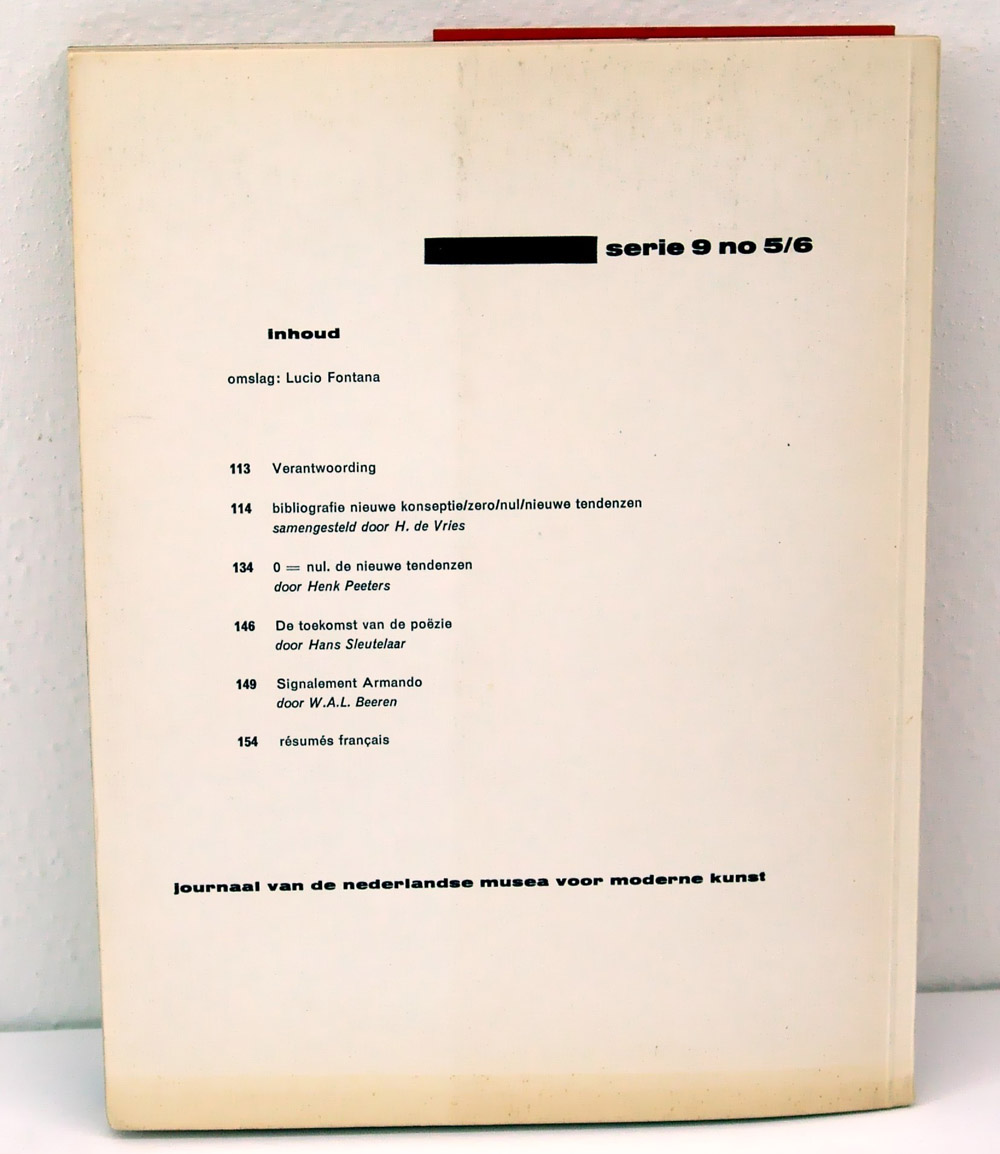 serie 9 no 5/6
inhoud
omslag: Lucio Fontana
113 Verantwoording
114 bibliografie nieuwe konseptie/zero/nul/nieuwe tendenzen
samengesteld door H. de Vries
134 0 = nul. de nieuwe tendenzen
door Henk Peeters
146 De toekomst van de poëzie
door Hans Sleutelaar
149 Signalement Armando
door W.A.L. Beeren
154 résumés français
journaal van de nederlandse musea voor moderne kunst